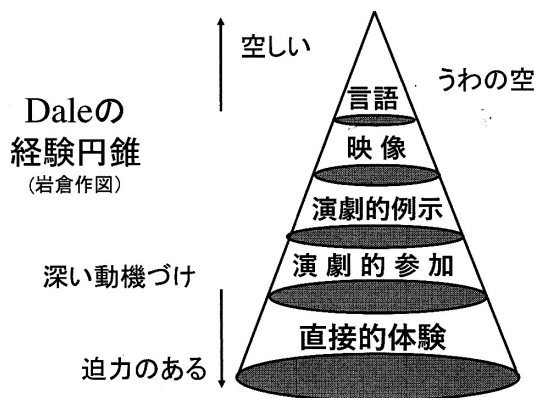 空しい
うわの空
Daleの
経験円錐
(岩倉作図)
言語
映像
演劇的例示
演劇的参加
直接的体験
深い動機づけ
迫力のある